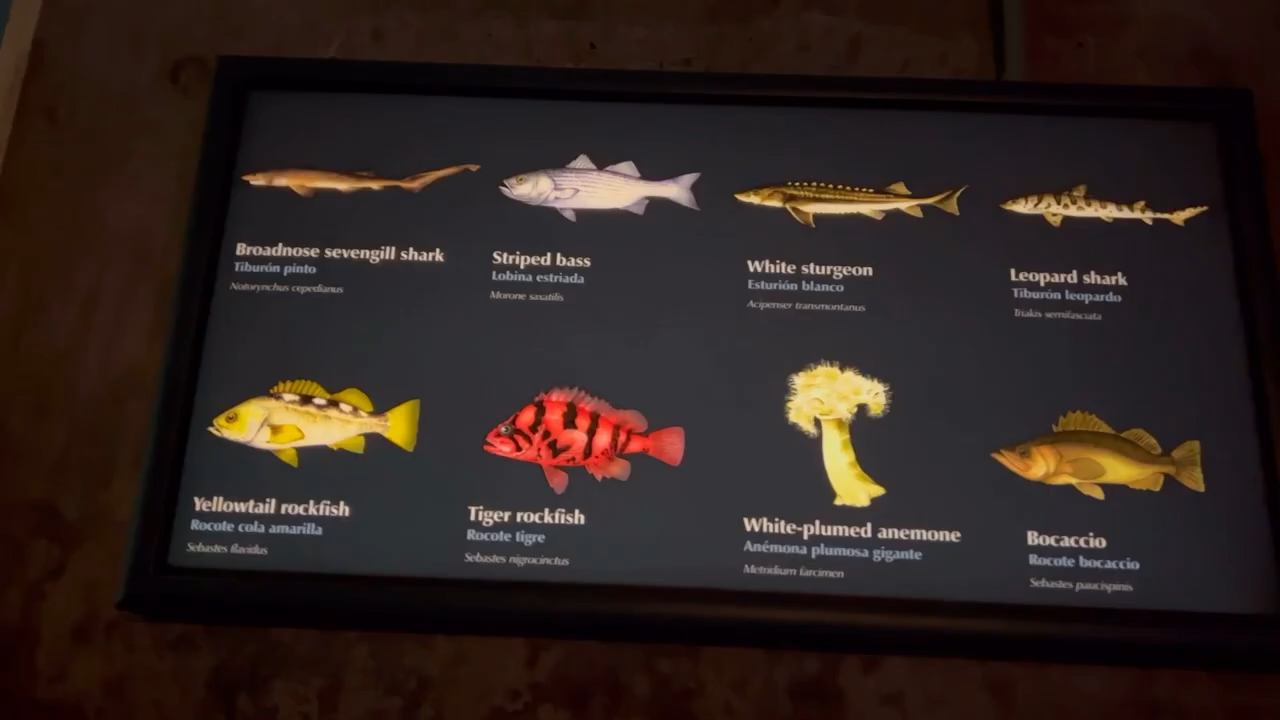 Broadnose sevengill shark
Tiburón pinto
Notorynchus cepedianus
Striped bass
Lobina estriada
Morone saxatilis
White sturgeon
Esturión blanco
Acipenser transmontanus
Leopard shark
Tiburón leopardo
Triakis semifasciata
Yellowtail rockfish
Rocote cola amarilla
Sebastes flavidus
Tiger rockfish
Rocote tigre
Sebastes nigrocinctus
White-plumed anemone
Anémona plumosa gigante
Metridium farcimen
Bocaccio
Rocote bocaccio
Sebastes paucispinis